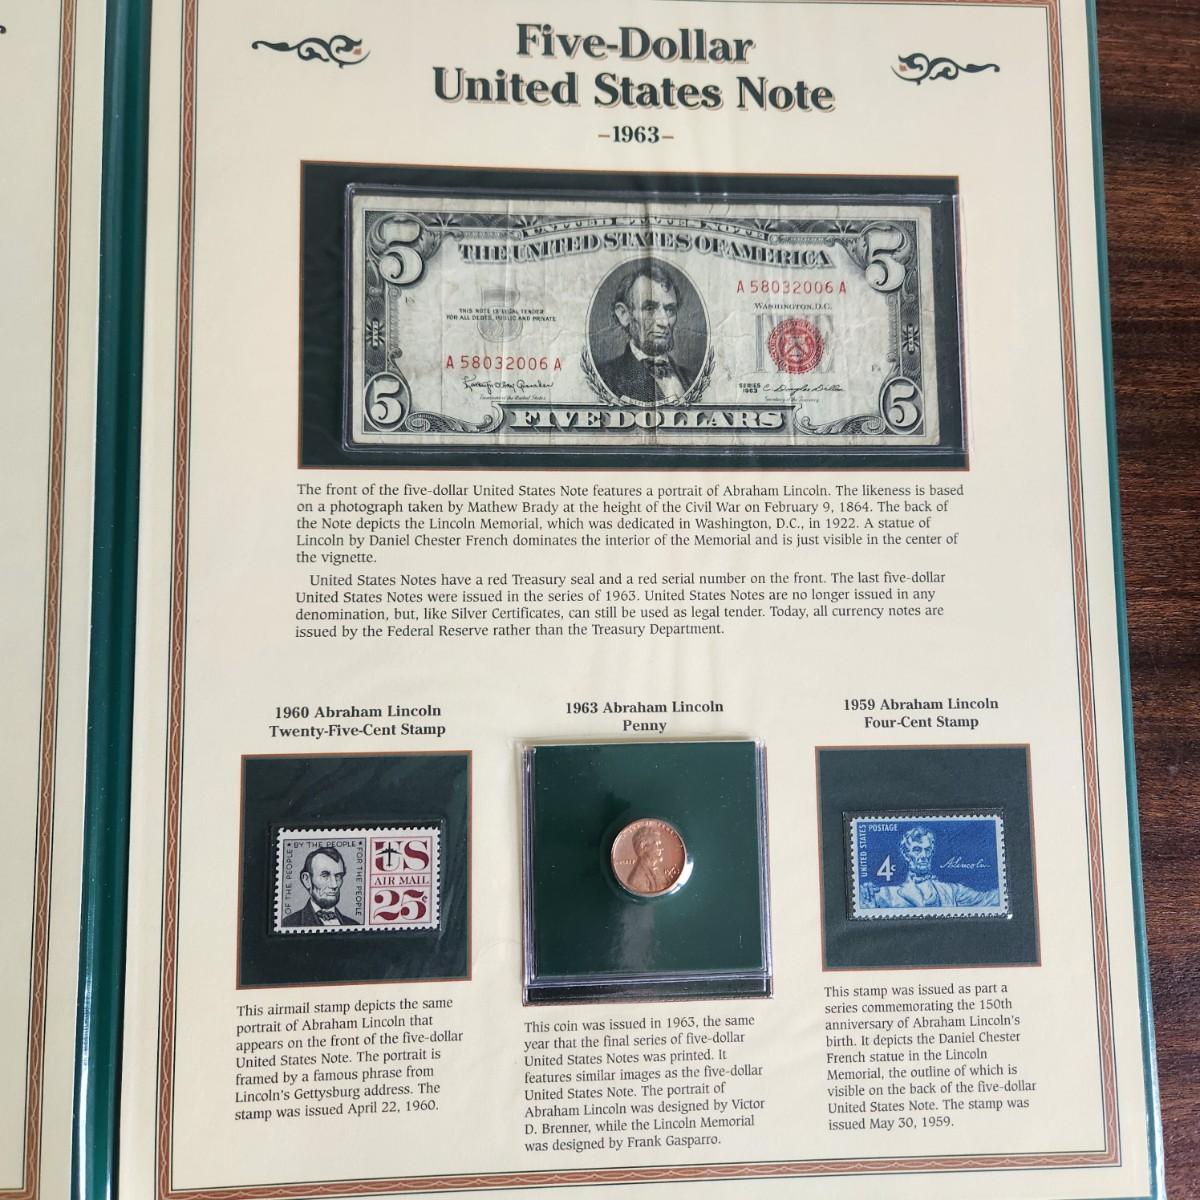 Five-Dollar
United States Note
–1963–
5 UNITED STATES NOTE 5
THE UNITED STATES OF AMERICA
A 58032006 A
WASHINGTON, D.C.
THIS NOTE IS LEGAL TENDER
FOR ALL DEBTS, PUBLIC AND PRIVATE
A 58032006 A
SERIES
1963
Treasurer of the United States
Secretary of the Treasury
5 FIVE DOLLARS 5
The front of the five-dollar United States Note features a portrait of Abraham Lincoln. The likeness is based
on a photograph taken by Mathew Brady at the height of the Civil War on February 9, 1864. The back of
the Note depicts the Lincoln Memorial, which was dedicated in Washington, D.C., in 1922. A statue of
Lincoln by Daniel Chester French dominates the interior of the Memorial and is just visible in the center of
the vignette.
United States Notes have a red Treasury seal and a red serial number on the front. The last five-dollar
United States Notes were issued in the series of 1963. United States Notes are no longer issued in any
denomination, but, like Silver Certificates, can still be used as legal tender. Today, all currency notes are
issued by the Federal Reserve rather than the Treasury Department.
1960 Abraham Lincoln
Twenty-Five-Cent Stamp
OF THE PEOPLE ★ BY THE PEOPLE ★ FOR THE PEOPLE
US
AIR MAIL
25¢
This airmail stamp depicts the same
portrait of Abraham Lincoln that
appears on the front of the five-dollar
United States Note. The portrait is
framed by a famous phrase from
Lincoln's Gettysburg address. The
stamp was issued April 22, 1960.
1963 Abraham Lincoln
Penny
This coin was issued in 1963, the same
year that the final series of five-dollar
United States Notes was printed. It
features similar images as the five-dollar
United States Note. The portrait of
Abraham Lincoln was designed by Victor
D. Brenner, while the Lincoln Memorial
was designed by Frank Gasparro.
1959 Abraham Lincoln
Four-Cent Stamp
UNITED STATES POSTAGE
4¢
A. Lincoln
This stamp was issued as part a
series commemorating the 150th
anniversary of Abraham Lincoln's
birth. It depicts the Daniel Chester
French statue in the Lincoln
Memorial, the outline of which is
visible on the back of the five-dollar
United States Note. The stamp was
issued May 30, 1959.